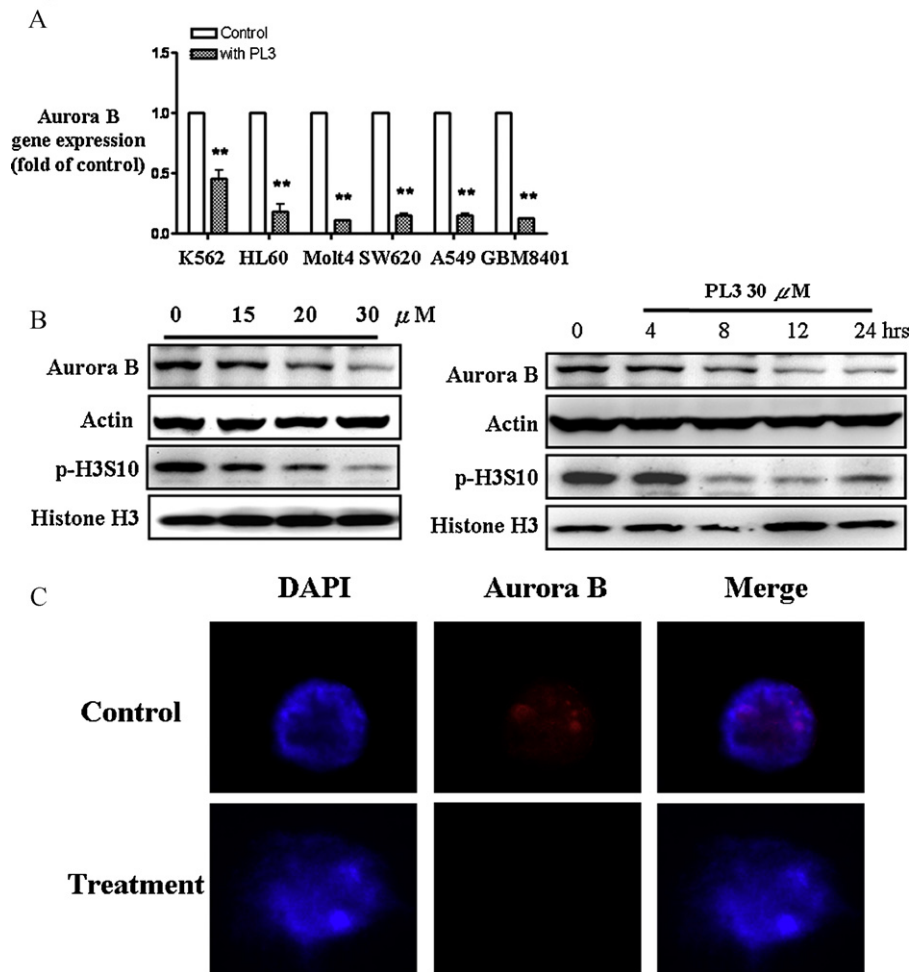 A
Control
with PL3
1.5
1.0
0.5
0.0
Aurora B
gene expression
(fold of control)
** ** ** ** ** **
K562 HL60 Molt4 SW620 A549 GBM8401
B
0 15 20 30 μM
Aurora B
Actin
p-H3S10
Histone H3
PL3 30 μM
0 4 8 12 24 hrs
Aurora B
Actin
p-H3S10
Histone H3
C
DAPI Aurora B Merge
Control
Treatment